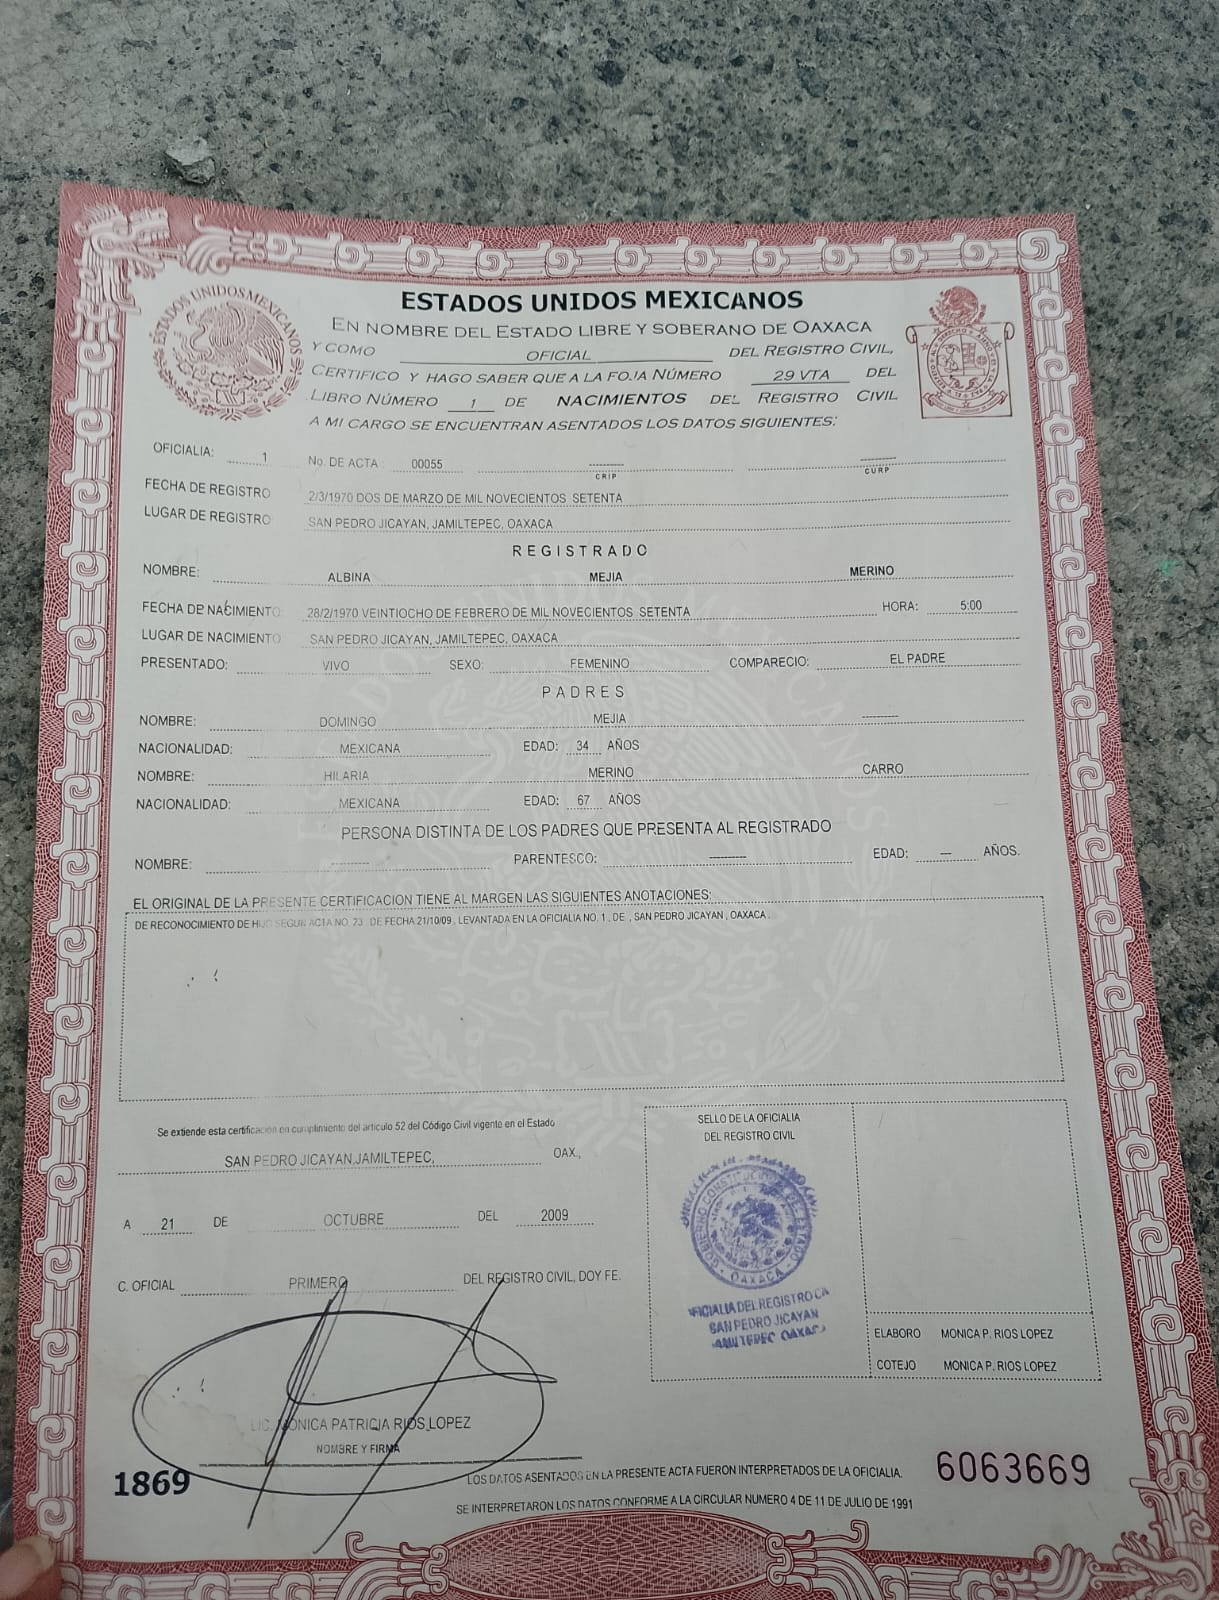 ESTADOS UNIDOS MEXICANOS
ESTADOS UNIDOS MEXICANOS
EN NOMBRE DEL ESTADO LIBRE Y SOBERANO DE OAXACA
Y COMO OFICIAL DEL REGISTRO CIVIL,
CERTIFICO Y HAGO SABER QUE A LA FOJA NÚMERO 29 VTA DEL
LIBRO NÚMERO 1 DE NACIMIENTOS DEL REGISTRO CIVIL
A MI CARGO SE ENCUENTRAN ASENTADOS LOS DATOS SIGUIENTES:
OFICIALIA: 1 No. DE ACTA 00055 -------- --------
CRIP CURP
FECHA DE REGISTRO 2/3/1970 DOS DE MARZO DE MIL NOVECIENTOS SETENTA
LUGAR DE REGISTRO SAN PEDRO JICAYAN, JAMILTEPEC, OAXACA
REGISTRADO
NOMBRE: ALBINA MEJIA MERINO
FECHA DE NACIMIENTO: 28/2/1970 VEINTIOCHO DE FEBRERO DE MIL NOVECIENTOS SETENTA HORA: 5:00
LUGAR DE NACIMIENTO SAN PEDRO JICAYAN, JAMILTEPEC, OAXACA
PRESENTADO: VIVO SEXO: FEMENINO COMPARECIO: EL PADRE
PADRES
NOMBRE: DOMINGO MEJIA --------
NACIONALIDAD: MEXICANA EDAD: 34 AÑOS
NOMBRE: HILARIA MERINO CARRO
NACIONALIDAD: MEXICANA EDAD: 67 AÑOS
PERSONA DISTINTA DE LOS PADRES QUE PRESENTA AL REGISTRADO
NOMBRE: -------- PARENTESCO: -------- EDAD: -- AÑOS.
EL ORIGINAL DE LA PRESENTE CERTIFICACION TIENE AL MARGEN LAS SIGUIENTES ANOTACIONES:
DE RECONOCIMIENTO DE HIJO SEGUN ACTA NO. 73 DE FECHA 21/10/09 , LEVANTADA EN LA OFICIALIA NO. 1 , DE , SAN PEDRO JICAYAN , OAXACA .
Se extiende esta certificacion en cumplimiento del articulo 52 del Código Civil vigente en el Estado
SAN PEDRO JICAYAN,JAMILTEPEC, OAX.,
A 21 DE OCTUBRE DEL 2009
C. OFICIAL PRIMERO DEL REGISTRO CIVIL, DOY FE.
LIC. MONICA PATRICIA RIOS LOPEZ
NOMBRE Y FIRMA
SELLO DE LA OFICIALIA
DEL REGISTRO CIVIL
GOBIERNO CONSTITUCIONAL DEL ESTADO
OAXACA
OFICIALIA DEL REGISTRO
SAN PEDRO JICAYAN
JAMILTEPEC OAXACA
ELABORO MONICA P. RIOS LOPEZ
COTEJO MONICA P. RIOS LOPEZ
1869
LOS DATOS ASENTADOS EN LA PRESENTE ACTA FUERON INTERPRETADOS DE LA OFICIALIA.
6063669
SE INTERPRETARON LOS DATOS CONFORME A LA CIRCULAR NUMERO 4 DE 11 DE JULIO DE 1991